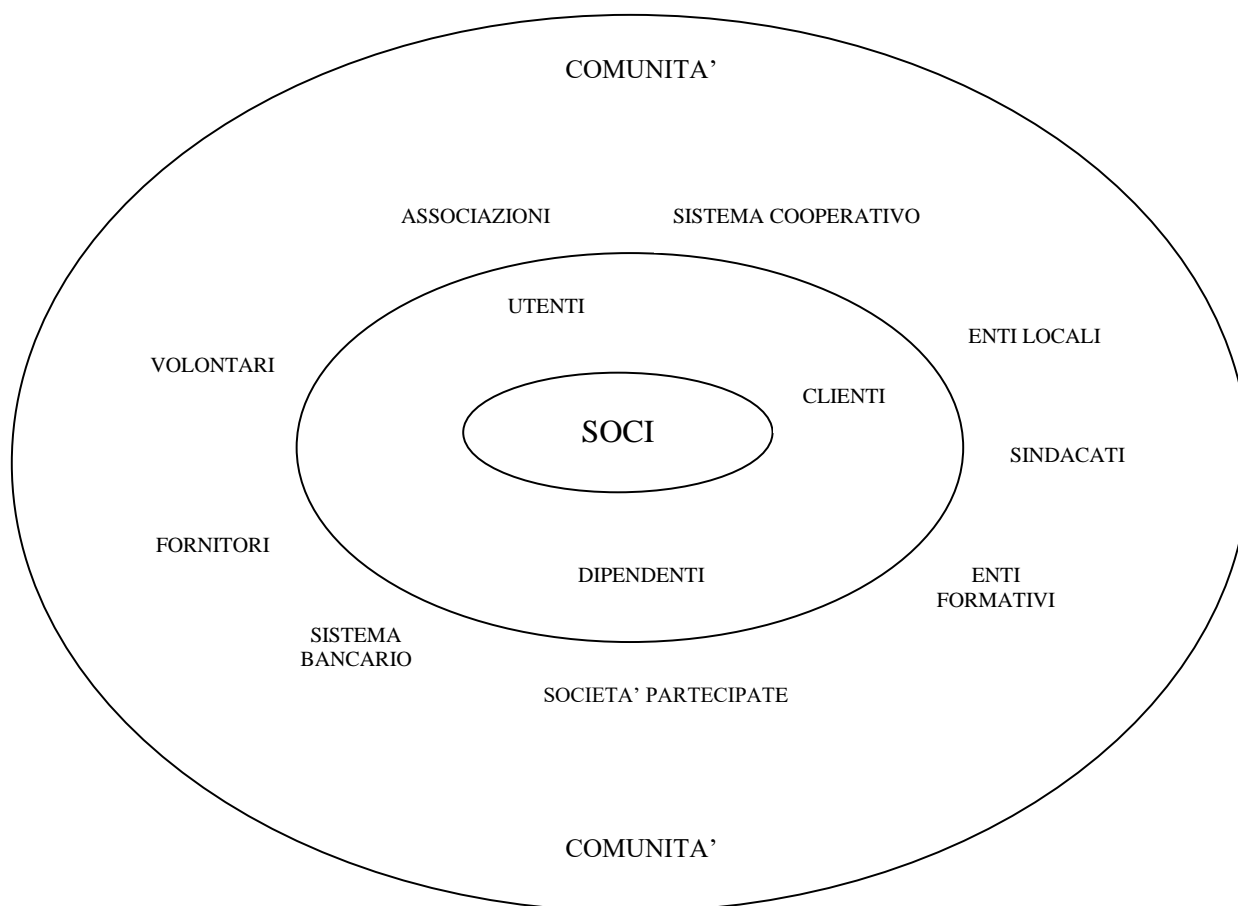 COMUNITA’
ASSOCIAZIONI
SISTEMA COOPERATIVO
UTENTI
ENTI LOCALI
VOLONTARI
CLIENTI
SOCI
SINDACATI
FORNITORI
DIPENDENTI
ENTI
FORMATIVI
SISTEMA
BANCARIO
SOCIETA’ PARTECIPATE
COMUNITA’